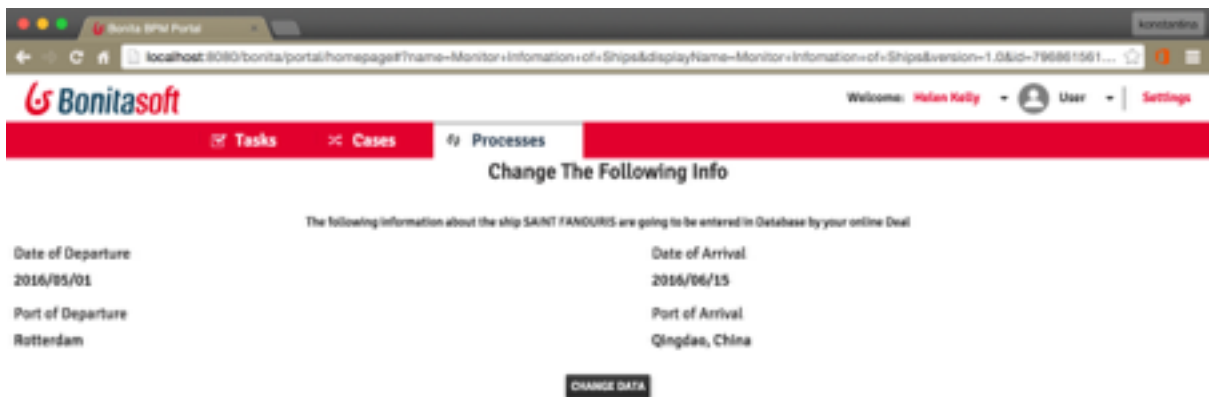 Bonita BPM Portal
konstantina
localhost:8080/bonita/portal/homepage#?name=Monitor+Infomation+of+Ships&displayName=Monitor+Infomation+of+Ships&version=1.0&id=796861561...
Bonitasoft
Welcome: Helen Kelly User Settings
Tasks Cases Processes
Change The Following Info
The following information about the ship SAINT FANOURIS are going to be entered in Database by your online Deal
Date of Departure Date of Arrival
2016/05/01 2016/06/15
Port of Departure Port of Arrival
Rotterdam Qingdao, China
CHANGE DATA